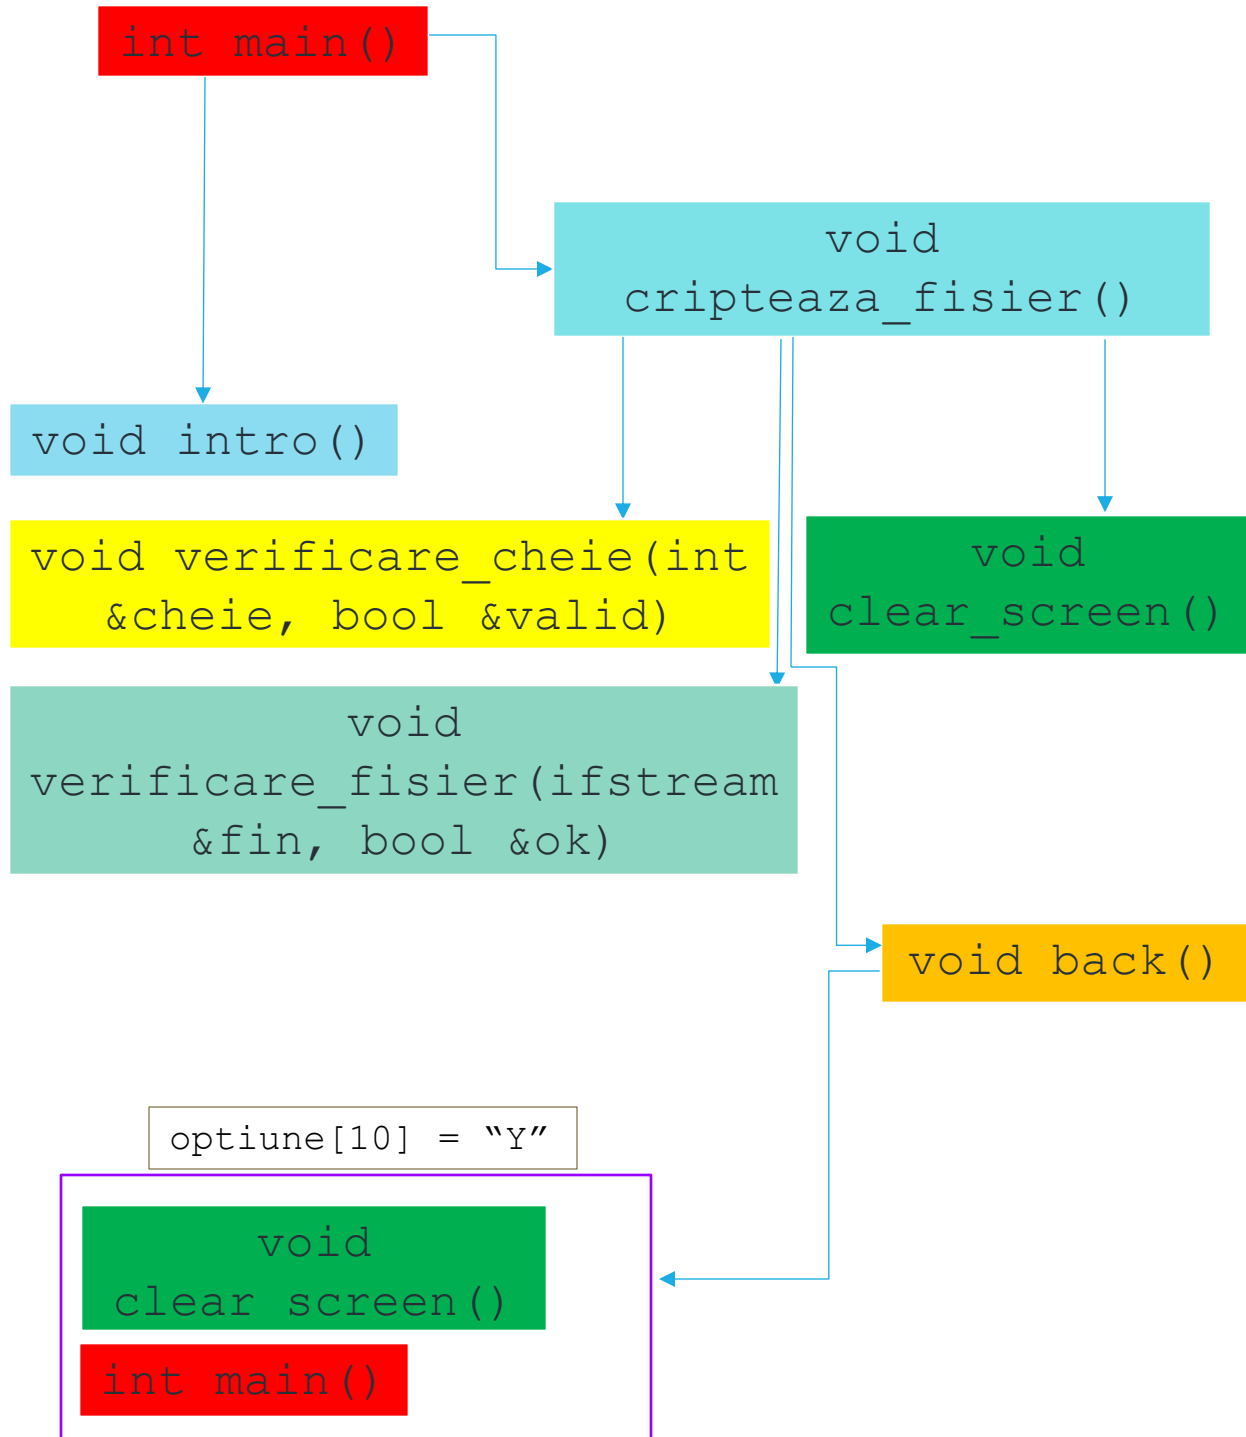 int main()
void
cripteaza_fisier()
void intro()
void verificare_cheie(int
&cheie, bool &valid)
void
clear_screen()
void
verificare_fisier(ifstream
&fin, bool &ok)
void back()
optiune[10] = “Y”
void
clear screen()
int main()